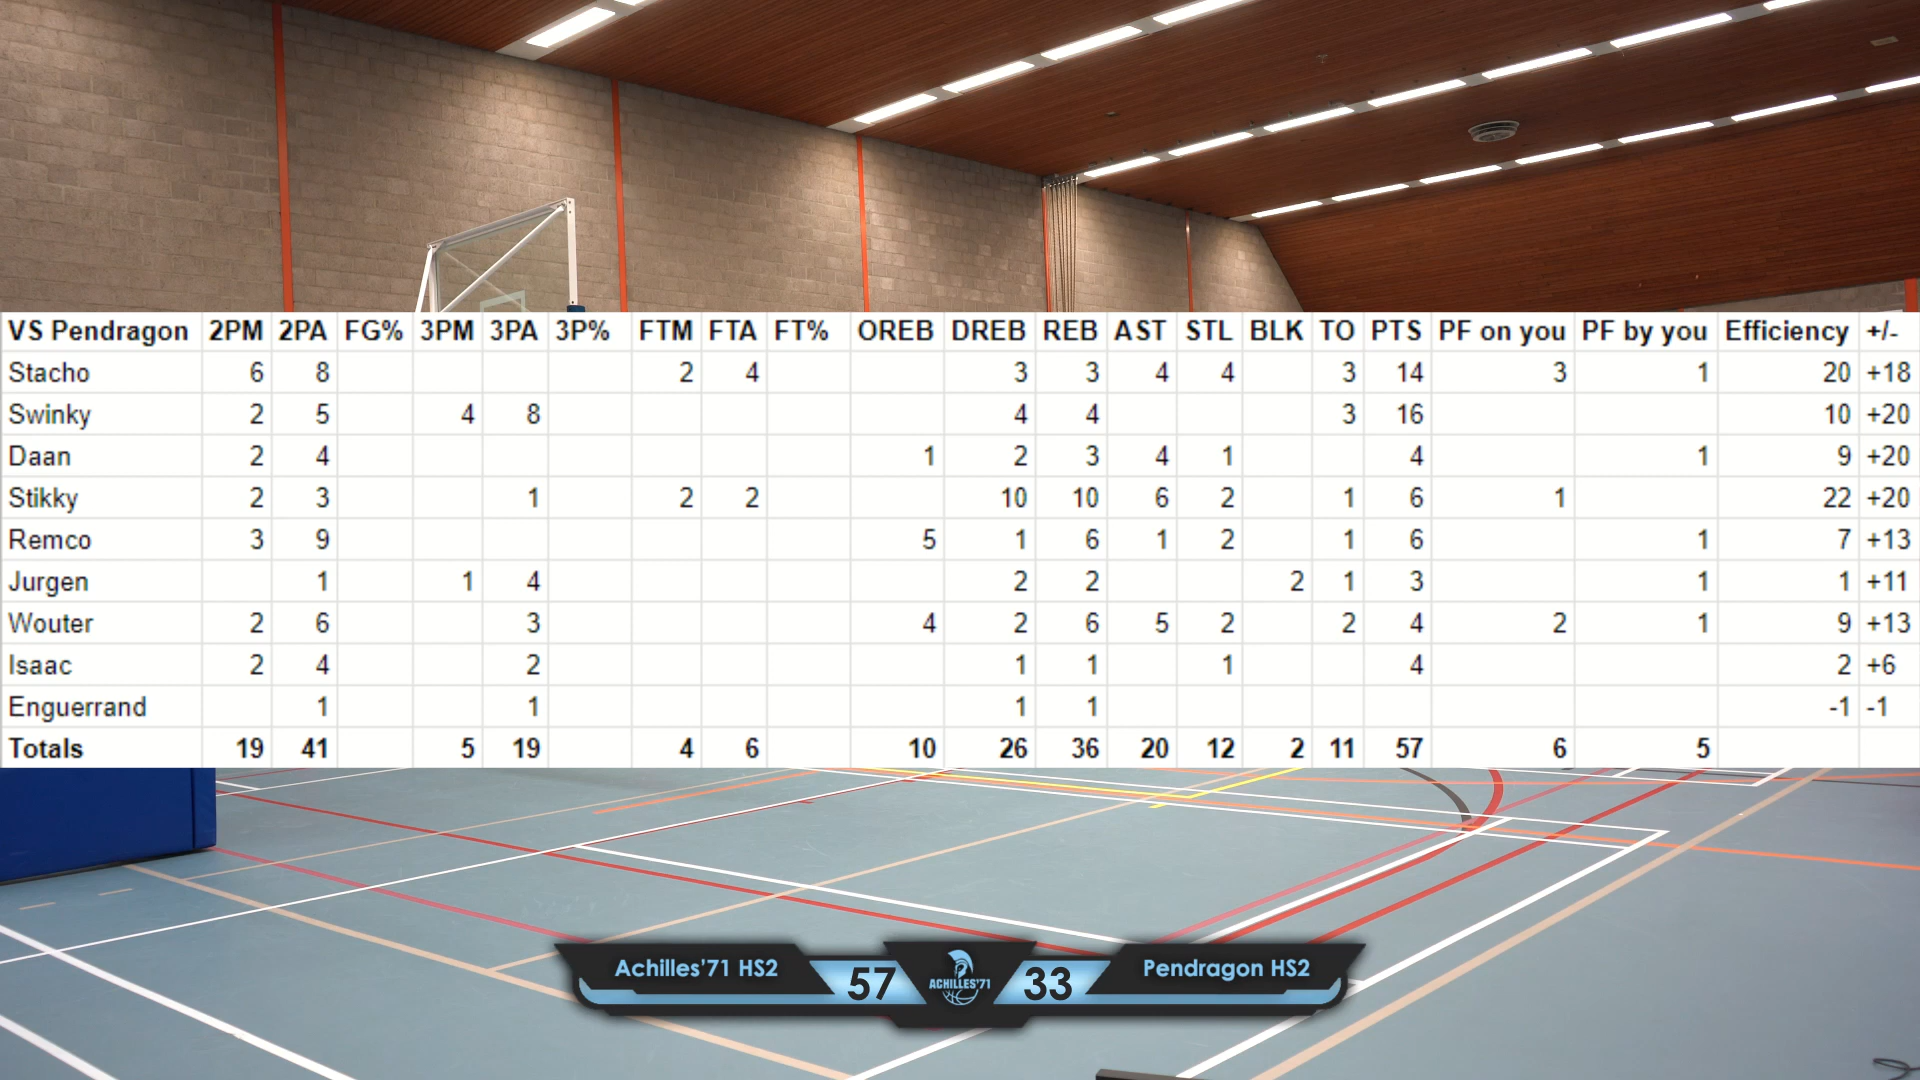 VS Pendragon 2PM 2PA FG% 3PM 3PA 3P% FTM FTA FT% OREB DREB REB AST STL BLK TO PTS PF on you PF by you Efficiency +/-
Stacho 6 8 2 4 3 3 4 4 3 14 3 1 20 +18
Swinky 2 5 4 8 4 4 3 16 10 +20
Daan 2 4 1 2 3 4 1 4 1 9 +20
Stikky 2 3 1 2 2 10 10 6 2 1 6 1 22 +20
Remco 3 9 5 1 6 1 2 1 6 1 7 +13
Jurgen 1 1 4 2 2 2 1 3 1 1 +11
Wouter 2 6 3 4 2 6 5 2 2 4 2 1 9 +13
Isaac 2 4 2 1 1 1 4 2 +6
Enguerrand 1 1 1 1 -1 -1
Totals 19 41 5 19 4 6 10 26 36 20 12 2 11 57 6 5
Achilles'71 HS2 57 ACHILLES'71 33 Pendragon HS2